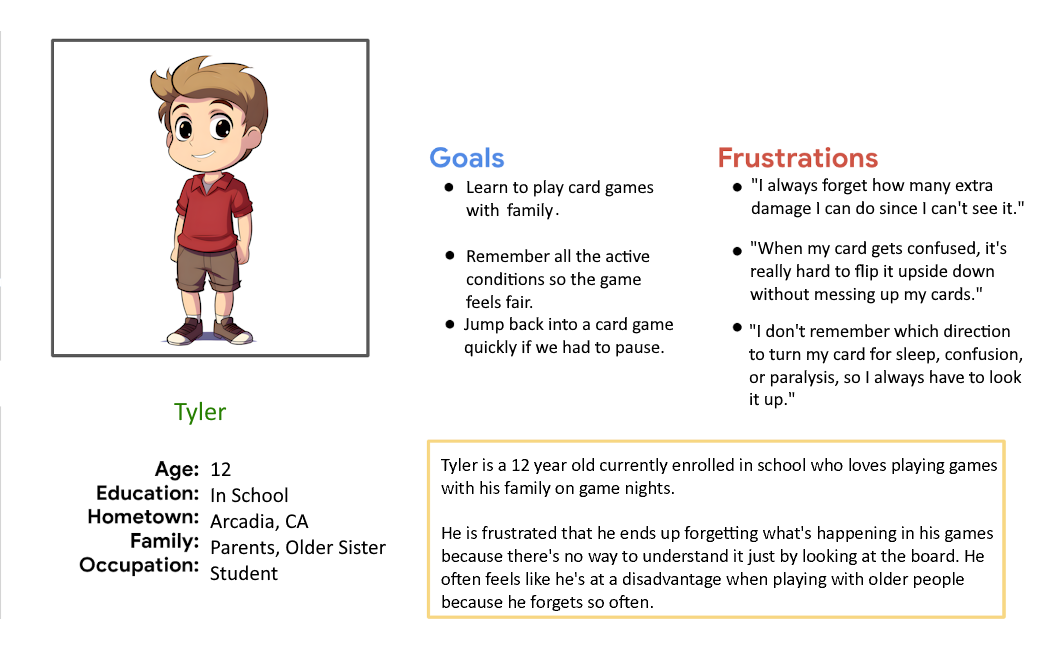 Goals
Learn to play card games
with family.
Remember all the active
conditions so the game
feels fair.
Jump back into a card game
quickly if we had to pause.
Frustrations
"I always forget how many extra
damage I can do since I can't see it."
"When my card gets confused, it's
really hard to flip it upside down
without messing up my cards."
"I don't remember which direction
to turn my card for sleep, confusion,
or paralysis, so I always have to look
it up."
Tyler
Age: 12
Education: In School
Hometown: Arcadia, CA
Family: Parents, Older Sister
Occupation: Student
Tyler is a 12 year old currently enrolled in school who loves playing games
with his family on game nights.
He is frustrated that he ends up forgetting what's happening in his games
because there's no way to understand it just by looking at the board. He
often feels like he's at a disadvantage when playing with older people
because he forgets so often.